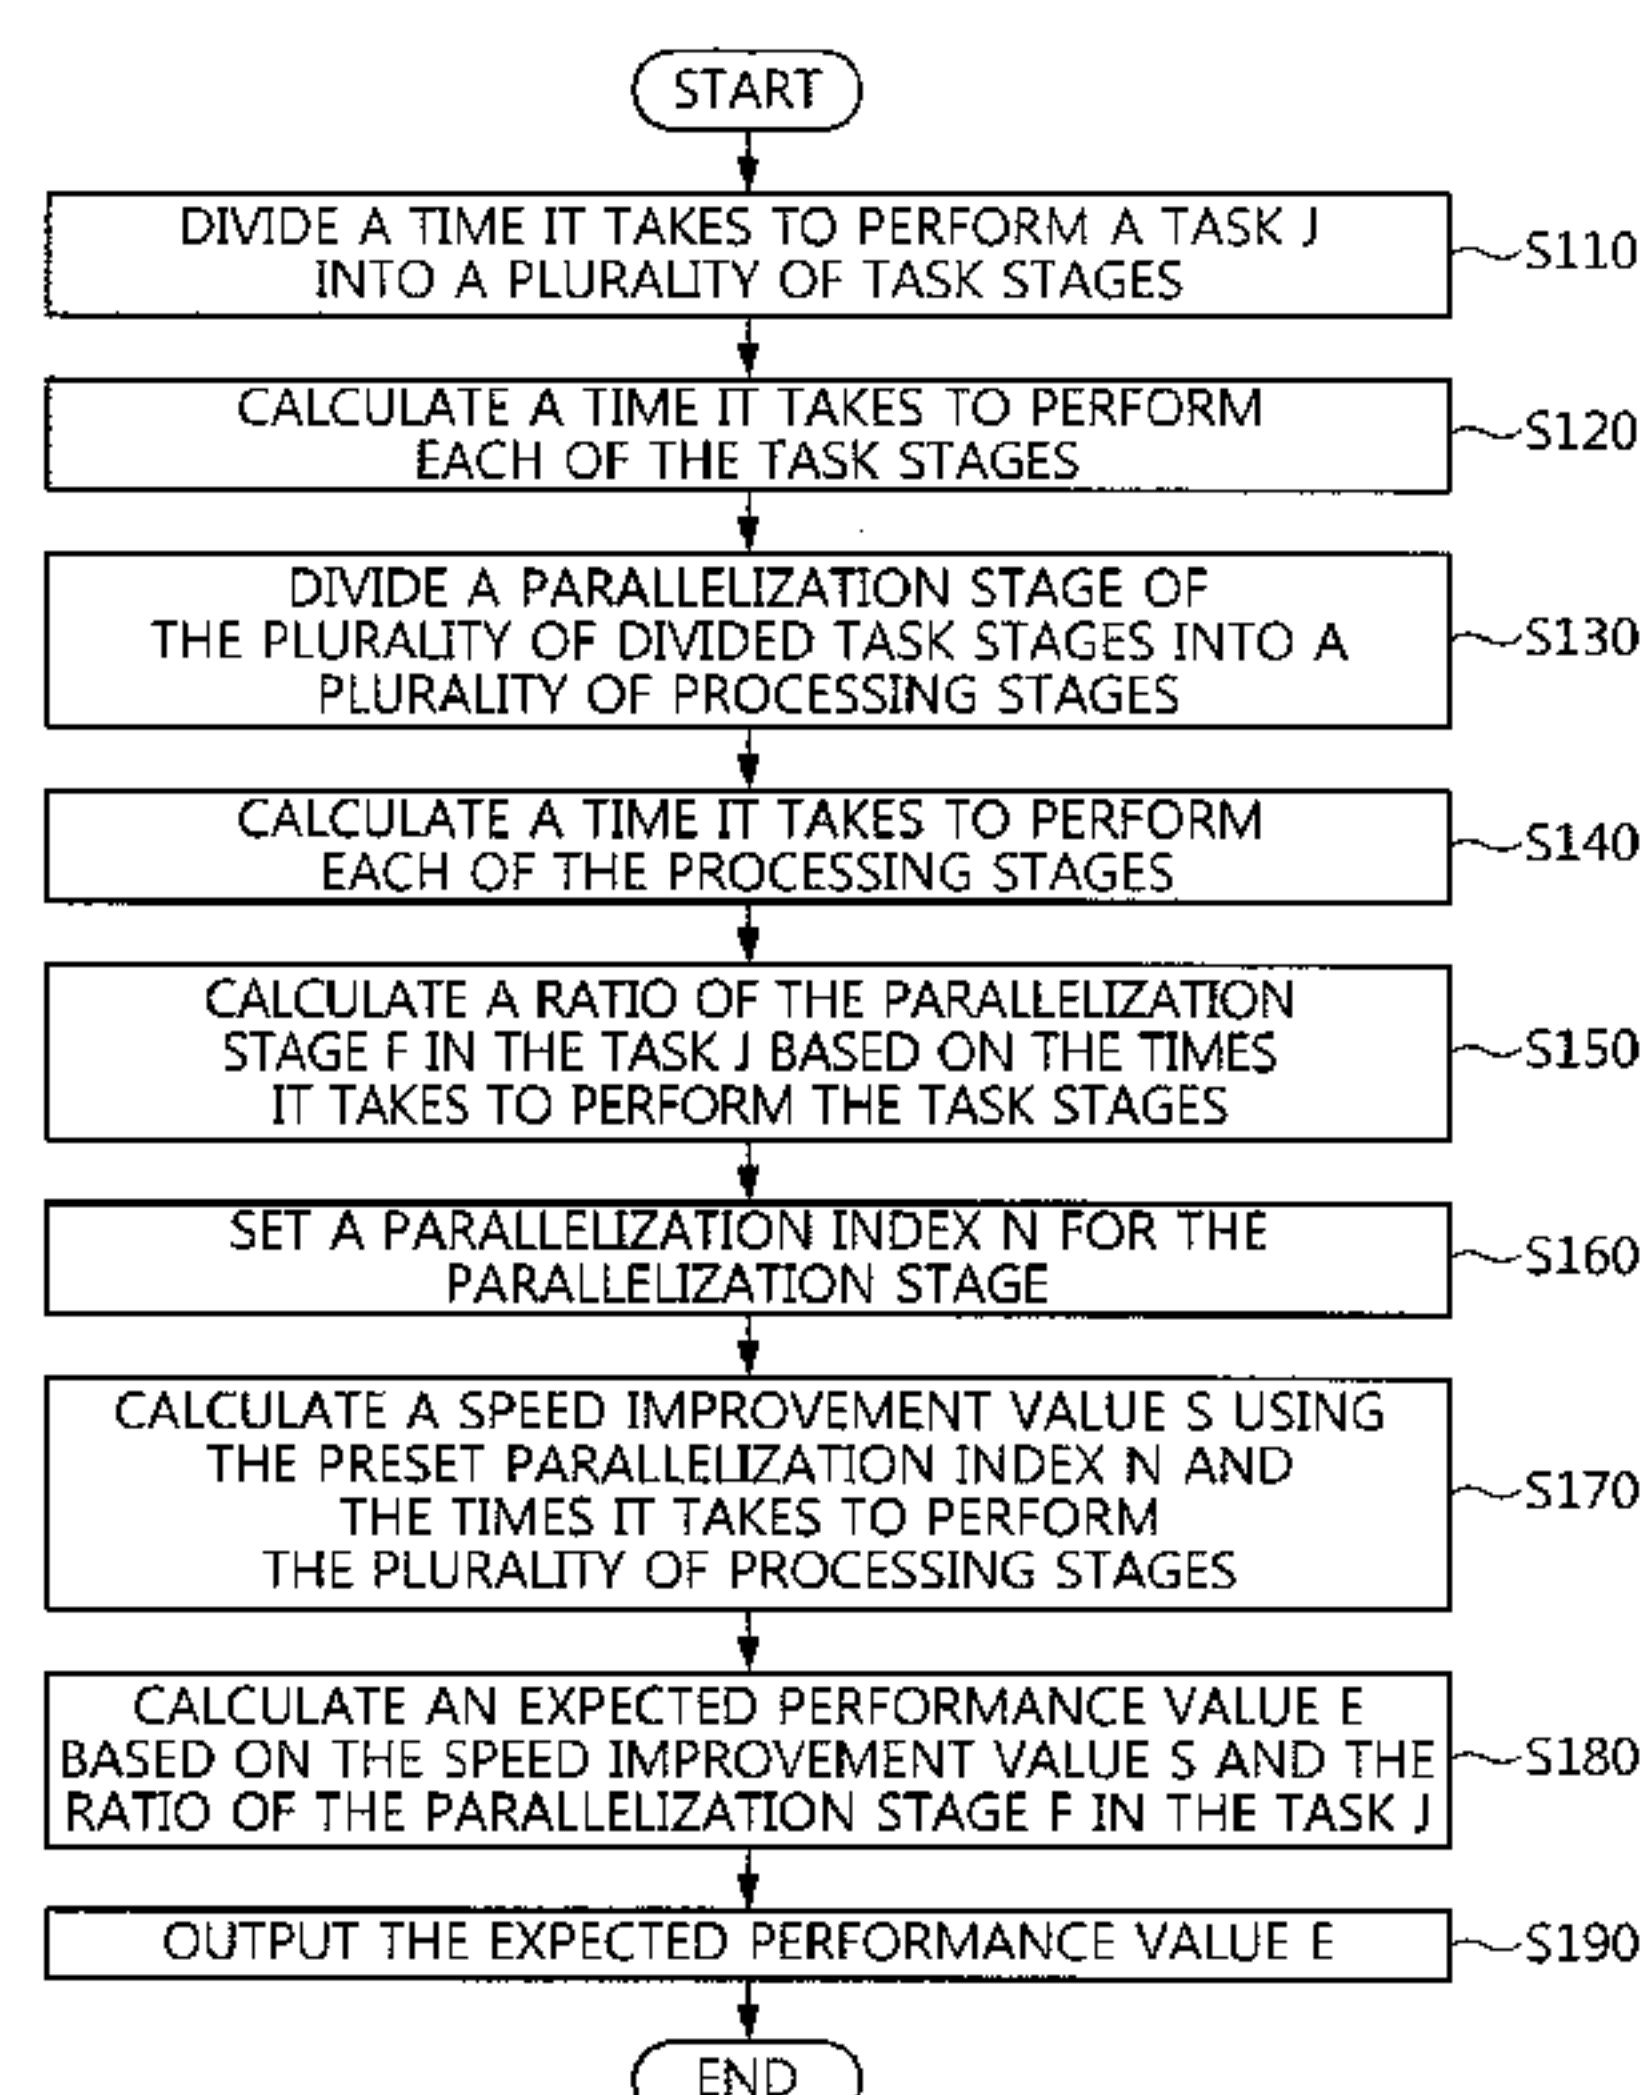 START
DIVIDE A TIME IT TAKES TO PERFORM A TASK J
INTO A PLURALITY OF TASK STAGES
S110
CALCULATE A TIME IT TAKES TO PERFORM
EACH OF THE TASK STAGES
S120
DIVIDE A PARALLELIZATION STAGE OF
THE PLURALITY OF DIVIDED TASK STAGES INTO A
PLURALITY OF PROCESSING STAGES
S130
CALCULATE A TIME IT TAKES TO PERFORM
EACH OF THE PROCESSING STAGES
S140
CALCULATE A RATIO OF THE PARALLELIZATION
STAGE F IN THE TASK J BASED ON THE TIMES
IT TAKES TO PERFORM THE TASK STAGES
S150
SET A PARALLELIZATION INDEX N FOR THE
PARALLELIZATION STAGE
S160
CALCULATE A SPEED IMPROVEMENT VALUE S USING
THE PRESET PARALLELIZATION INDEX N AND
THE TIMES IT TAKES TO PERFORM
THE PLURALITY OF PROCESSING STAGES
S170
CALCULATE AN EXPECTED PERFORMANCE VALUE E
BASED ON THE SPEED IMPROVEMENT VALUE S AND THE
RATIO OF THE PARALLELIZATION STAGE F IN THE TASK J
S180
OUTPUT THE EXPECTED PERFORMANCE VALUE E
S190
END